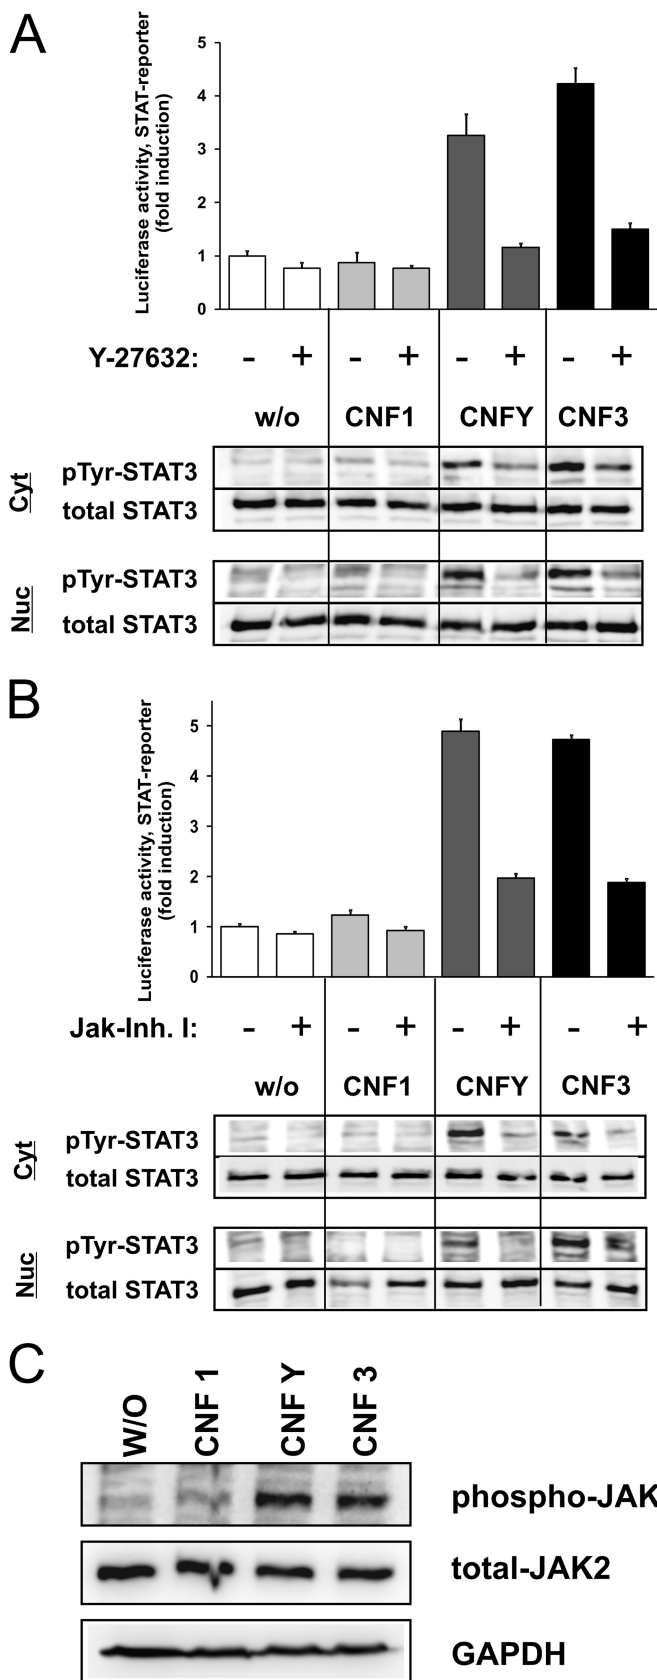 A
Luciferase activity, STAT-reporter
(fold induction)
5
4
3
2
1
0
Y-27632: - + - + - + - +
w/o CNF1 CNFY CNF3
Cyt
pTyr-STAT3
total STAT3
Nuc
pTyr-STAT3
total STAT3
B
Luciferase activity, STAT-reporter
(fold induction)
5
4
3
2
1
0
Jak-Inh. I: - + - + - + - +
w/o CNF1 CNFY CNF3
Cyt
pTyr-STAT3
total STAT3
Nuc
pTyr-STAT3
total STAT3
C
W/O CNF 1 CNF Y CNF 3
phospho-JAK
total-JAK2
GAPDH